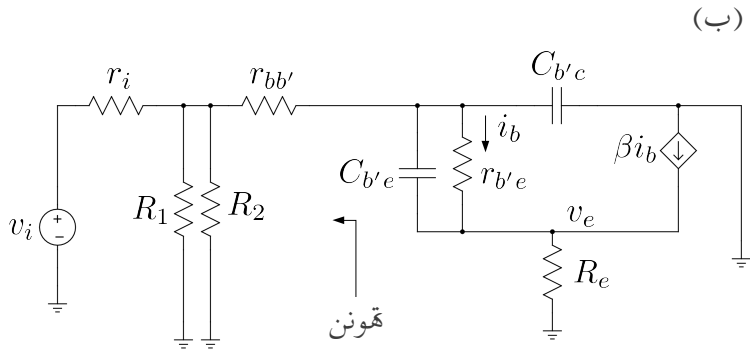 (ب)
r_i
r_{bb'}
C_{b'c}
i_b
βi_b
C_{b'e}
r_{b'e}
v_i
R_1
R_2
v_e
R_e
تھونن